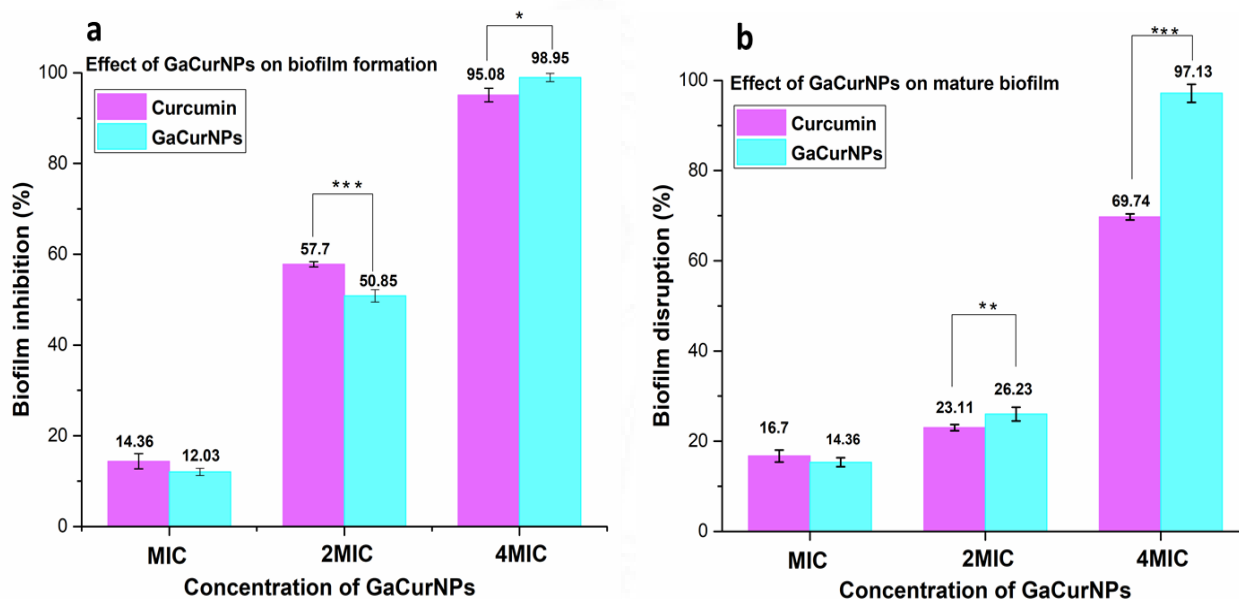 a
Effect of GaCurNPs on biofilm formation
Curcumin
GaCurNPs
Biofilm inhibition (%)
100
80
60
40
20
0
14.36
12.03
***
57.7
50.85
*
95.08
98.95
MIC
2MIC
4MIC
Concentration of GaCurNPs
b
Effect of GaCurNPs on mature biofilm
Curcumin
GaCurNPs
Biofilm disruption (%)
100
80
60
40
20
0
16.7
14.36
**
23.11
26.23
***
69.74
97.13
MIC
2MIC
4MIC
Concentration of GaCurNPs